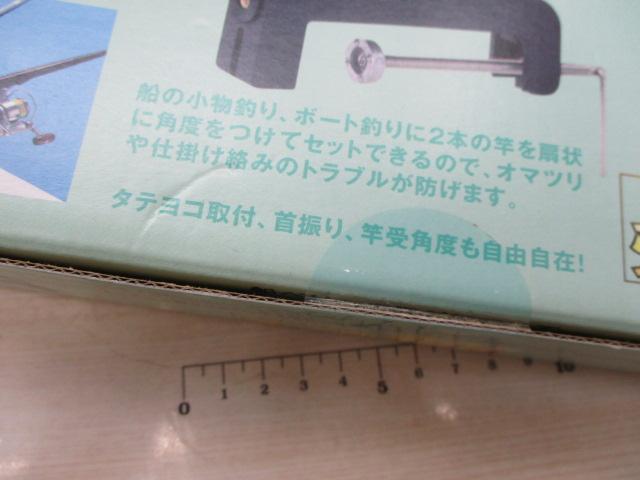 船の小物釣り、ボート釣りに2本の竿を扇状
に角度をつけてセットできるので、オマツリ
や仕掛け絡みのトラブルが防げます。
タテヨコ取付、首振り、竿受角度も自由自在!
0 1 2 3 4 5 6 7 8 9 10